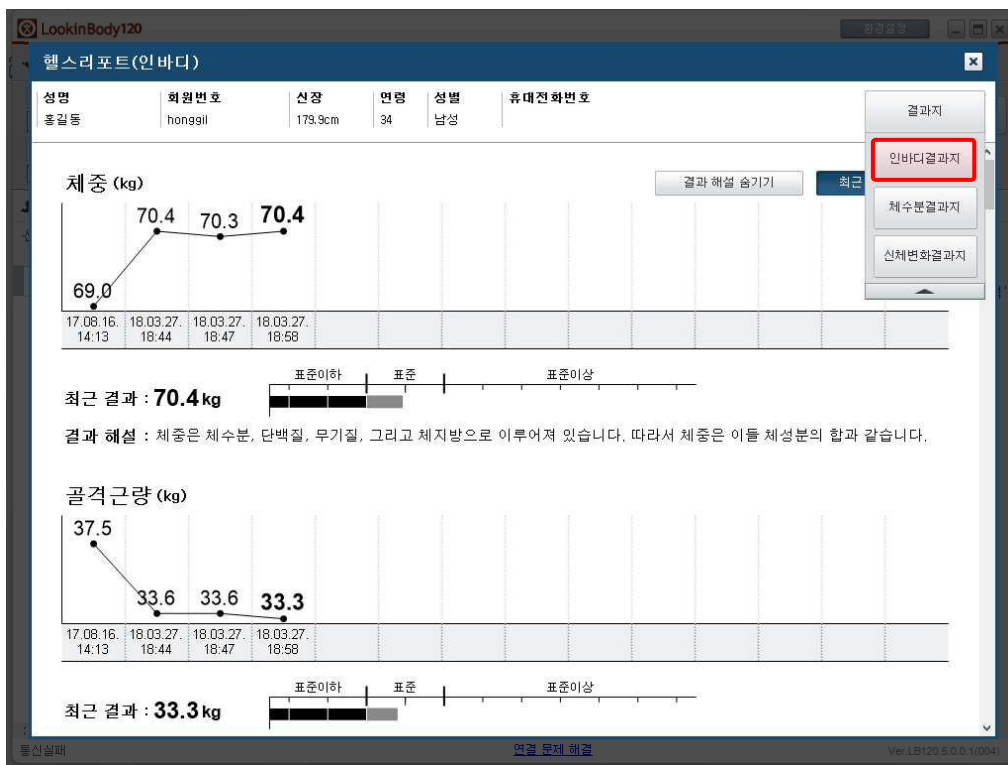 LookinBody120
환경설정
헬스리포트(인바디)
성명 회원번호 신장 연령 성별 휴대전화번호
홍길동 honggil 179.9cm 34 남성
결과지
인바디결과지
체수분결과지
신체변화결과지
체중 (kg)
결과 해설 숨기기
최근
70.4 70.3 70.4
69.0
17.08.16. 18.03.27. 18.03.27. 18.03.27.
14:13 18:44 18:47 18:58
표준이하 표준 표준이상
최근 결과 : 70.4 kg
결과 해설 : 체중은 체수분, 단백질, 무기질, 그리고 체지방으로 이루어져 있습니다. 따라서 체중은 이들 체성분의 합과 같습니다.
골격근량 (kg)
37.5
33.6 33.6 33.3
17.08.16. 18.03.27. 18.03.27. 18.03.27.
14:13 18:44 18:47 18:58
표준이하 표준 표준이상
최근 결과 : 33.3 kg
통신실패
연결 문제 해결
Ver.LB120.5.0.0.1(004)